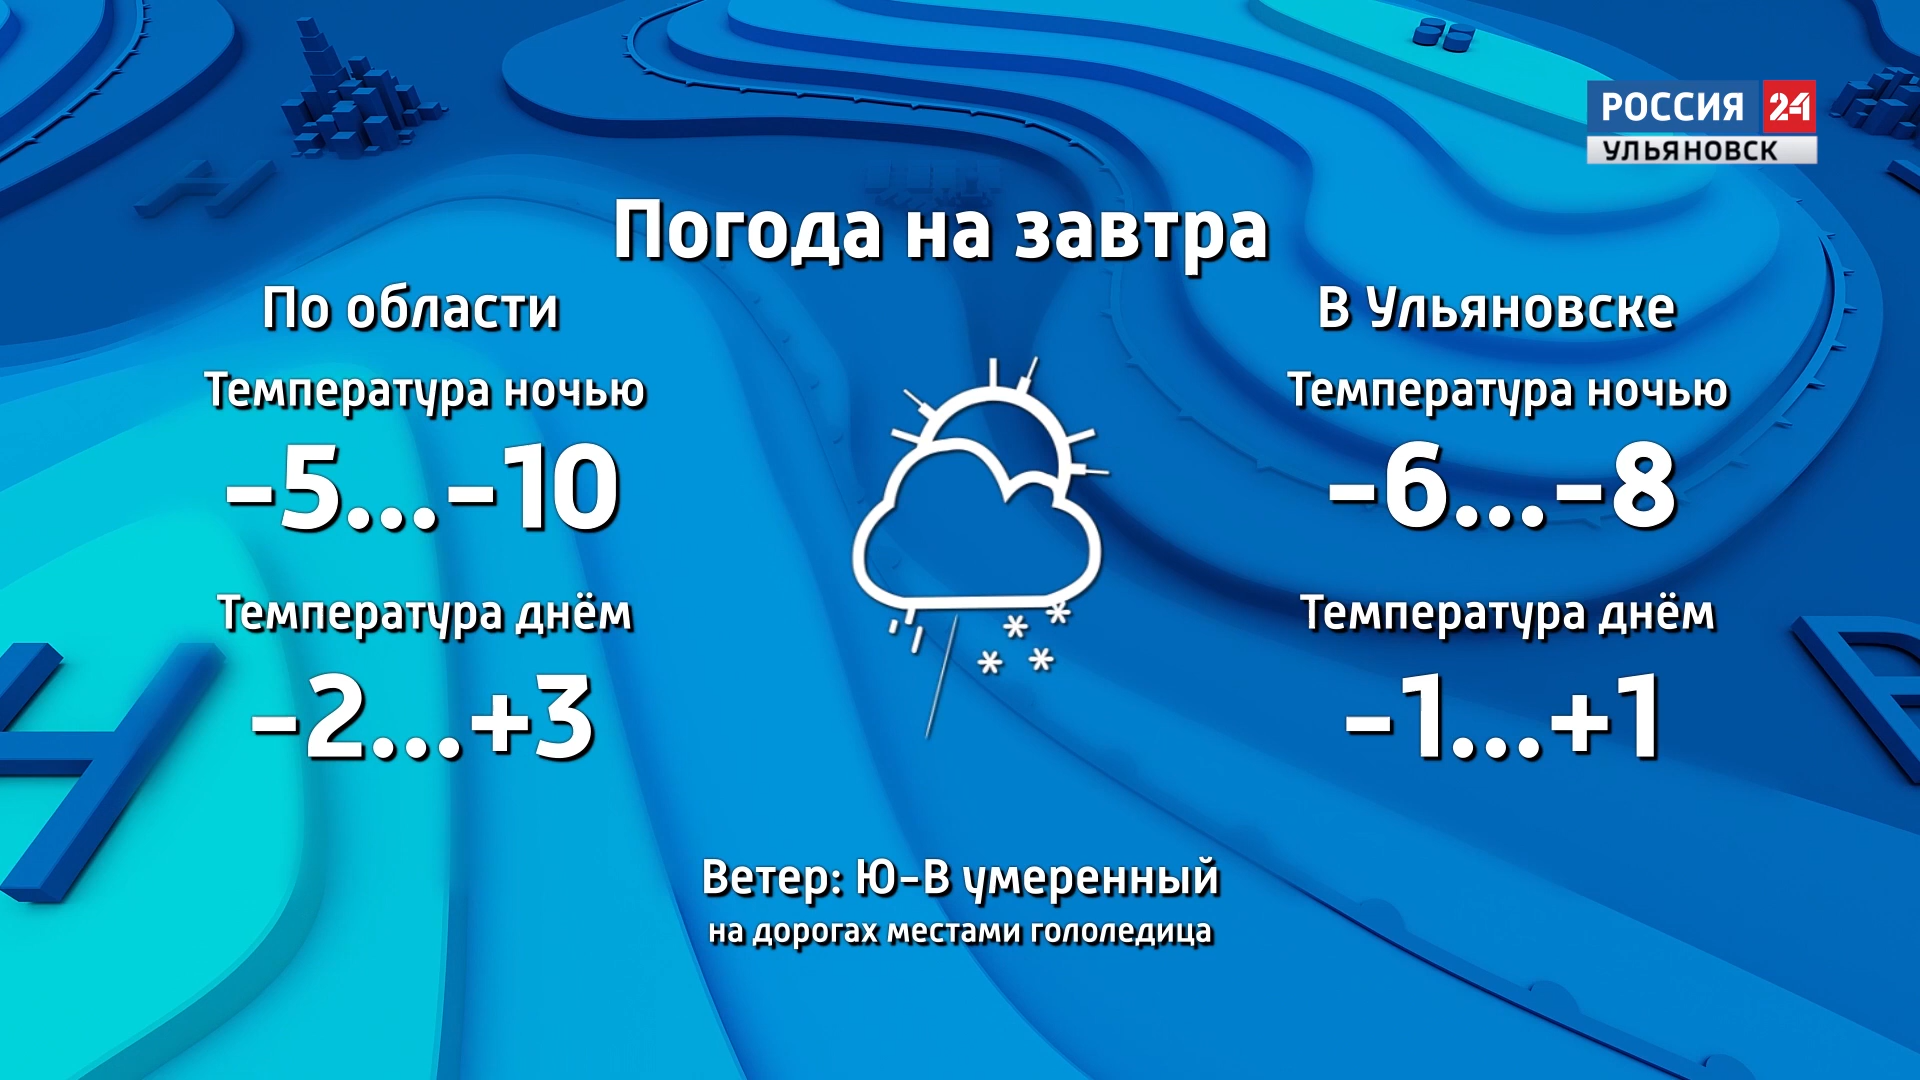 РОССИЯ 24
УЛЬЯНОВСК
Погода на завтра
По области
Температура ночью
-5...-10
Температура днём
-2...+3
В Ульяновске
Температура ночью
-6...-8
Температура днём
-1...+1
Ветер: Ю-В умеренный
на дорогах местами гололедица